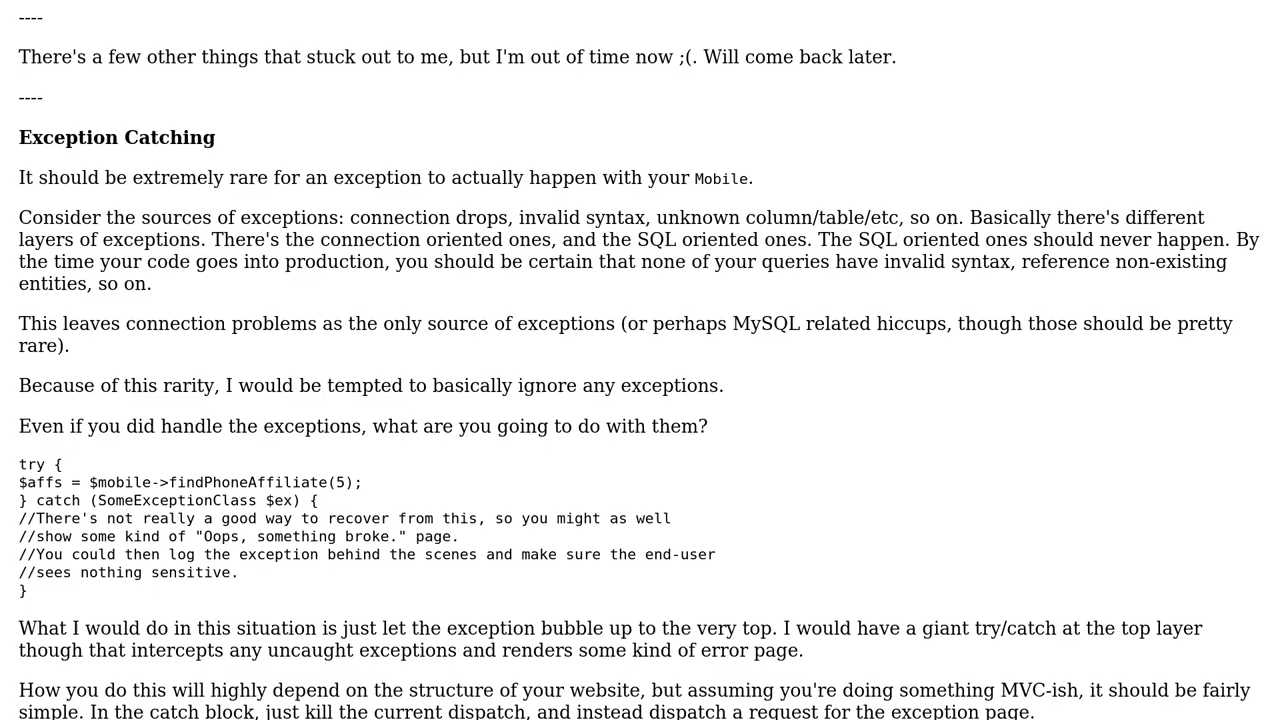 ----
There's a few other things that stuck out to me, but I'm out of time now ;(. Will come back later.
----
Exception Catching
It should be extremely rare for an exception to actually happen with your Mobile.
Consider the sources of exceptions: connection drops, invalid syntax, unknown column/table/etc, so on. Basically there's different
layers of exceptions. There's the connection oriented ones, and the SQL oriented ones. The SQL oriented ones should never happen. By
the time your code goes into production, you should be certain that none of your queries have invalid syntax, reference non-existing
entities, so on.
This leaves connection problems as the only source of exceptions (or perhaps MySQL related hiccups, though those should be pretty
rare).
Because of this rarity, I would be tempted to basically ignore any exceptions.
Even if you did handle the exceptions, what are you going to do with them?
try {
$affs = $mobile->findPhoneAffiliate(5);
} catch (SomeExceptionClass $ex) {
//There's not really a good way to recover from this, so you might as well
//show some kind of "Oops, something broke." page.
//You could then log the exception behind the scenes and make sure the end-user
//sees nothing sensitive.
}
What I would do in this situation is just let the exception bubble up to the very top. I would have a giant try/catch at the top layer
though that intercepts any uncaught exceptions and renders some kind of error page.
How you do this will highly depend on the structure of your website, but assuming you're doing something MVC-ish, it should be fairly
simple. In the catch block, just kill the current dispatch, and instead dispatch a request for the exception page.